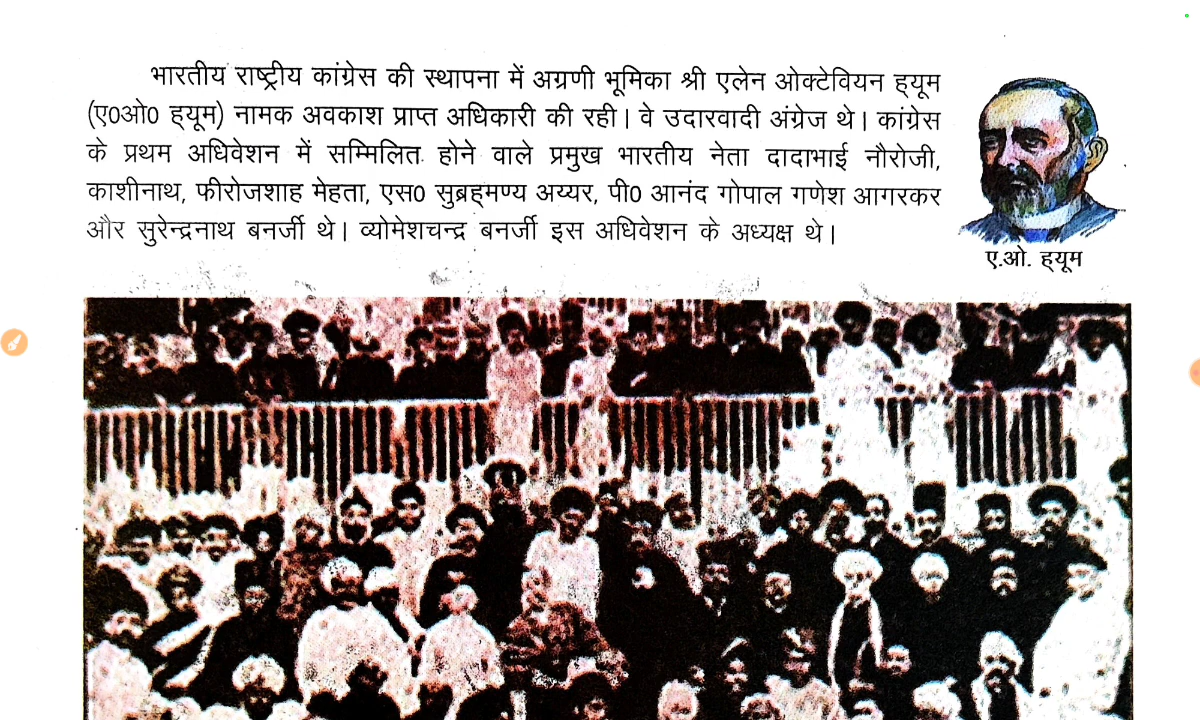 भारतीय राष्ट्रीय कांग्रेस की स्थापना में अग्रणी भूमिका श्री एलेन ओक्टेवियन ह्यूम
(ए0ओ0 ह्यूम) नामक अवकाश प्राप्त अधिकारी की रही। वे उदारवादी अंग्रेज थे। कांग्रेस
के प्रथम अधिवेशन में सम्मिलित होने वाले प्रमुख भारतीय नेता दादाभाई नौरोजी,
काशीनाथ, फीरोजशाह मेहता, एस0 सुब्रह्मण्य अय्यर, पी0 आनंद गोपाल गणेश आगरकर
और सुरेन्द्रनाथ बनर्जी थे। व्योमेशचन्द्र बनर्जी इस अधिवेशन के अध्यक्ष थे।
ए.ओ. ह्यूम